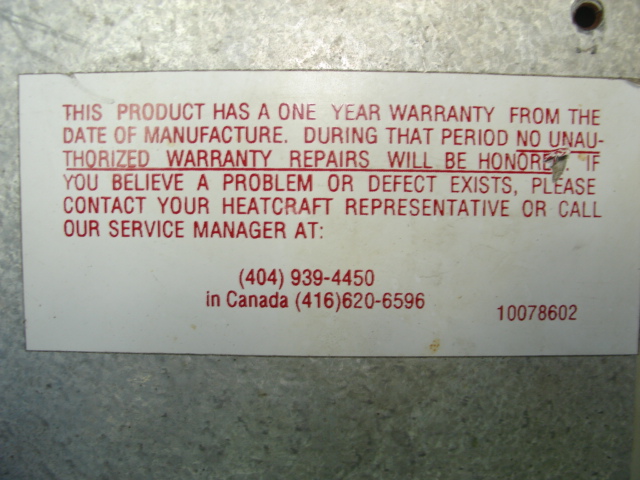 THIS PRODUCT HAS A ONE YEAR WARRANTY FROM THE
DATE OF MANUFACTURE. DURING THAT PERIOD NO UNAU-
THORIZED WARRANTY REPAIRS WILL BE HONORED. IF
YOU BELIEVE A PROBLEM OR DEFECT EXISTS, PLEASE
CONTACT YOUR HEATCRAFT REPRESENTATIVE OR CALL
OUR SERVICE MANAGER AT:
(404) 939-4450
in Canada (416)620-6596
10078602